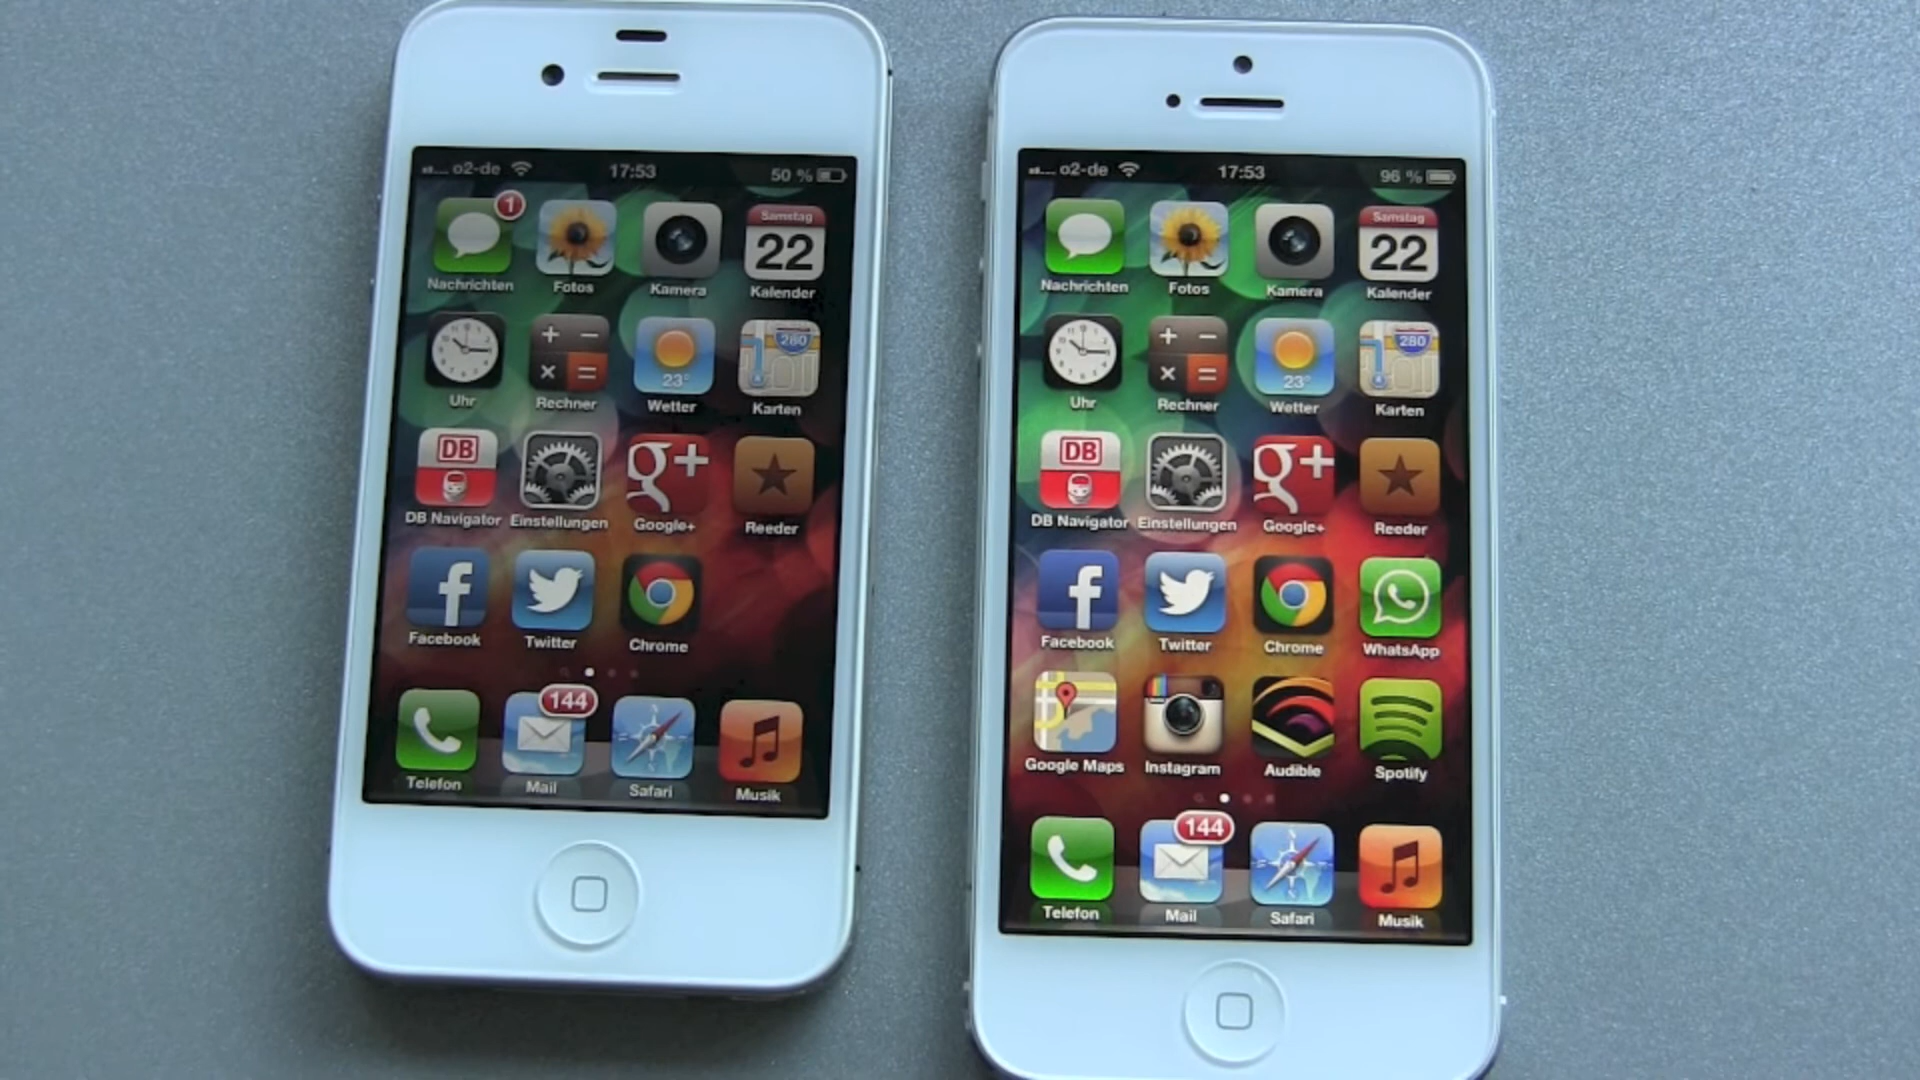 o2-de 17:53 50 %
1
Samstag
22
Nachrichten Fotos Kamera Kalender
23° 280
Uhr Rechner Wetter Karten
DB g+
DB Navigator Einstellungen Google+ Reeder
f
Facebook Twitter Chrome
144
Telefon Mail Safari Musik
o2-de 17:53 96 %
Samstag
22
Nachrichten Fotos Kamera Kalender
23° 280
Uhr Rechner Wetter Karten
DB g+
DB Navigator Einstellungen Google+ Reeder
f
Facebook Twitter Chrome WhatsApp
Google Maps Instagram Audible Spotify
144
Telefon Mail Safari Musik